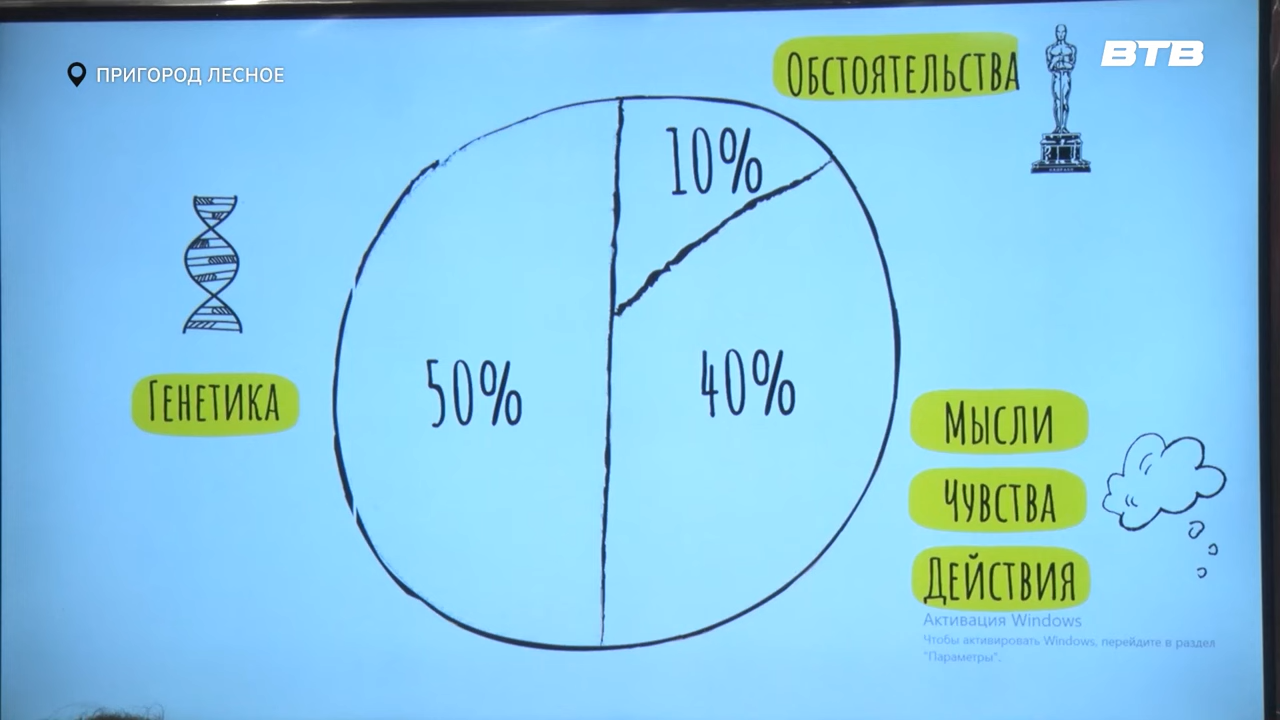 ПРИГОРОД ЛЕСНОЕ
ОБСТОЯТЕЛЬСТВА
ВТВ
10%
50%
40%
ГЕНЕТИКА
МЫСЛИ
ЧУВСТВА
ДЕЙСТВИЯ
Активация Windows
Чтобы активировать Windows, перейдите в раздел
"Параметры".